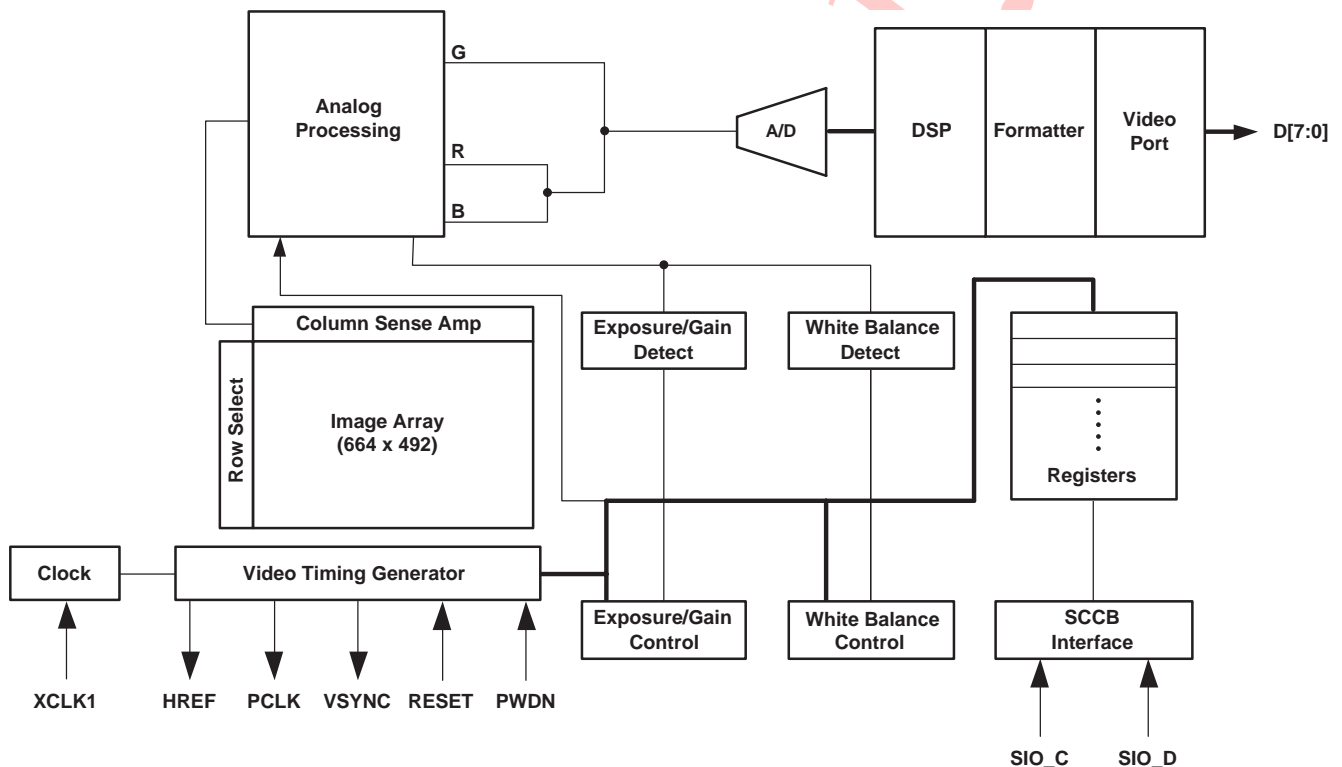 G
Analog
Processing
R
B
A/D
DSP
Formatter
Video
Port
D[7:0]
Column Sense Amp
Row Select
Image Array
(664 x 492)
Exposure/Gain
Detect
White Balance
Detect
Registers
Clock
Video Timing Generator
Exposure/Gain
Control
White Balance
Control
SCCB
Interface
XCLK1
HREF
PCLK
VSYNC
RESET
PWDN
SIO_C
SIO_D